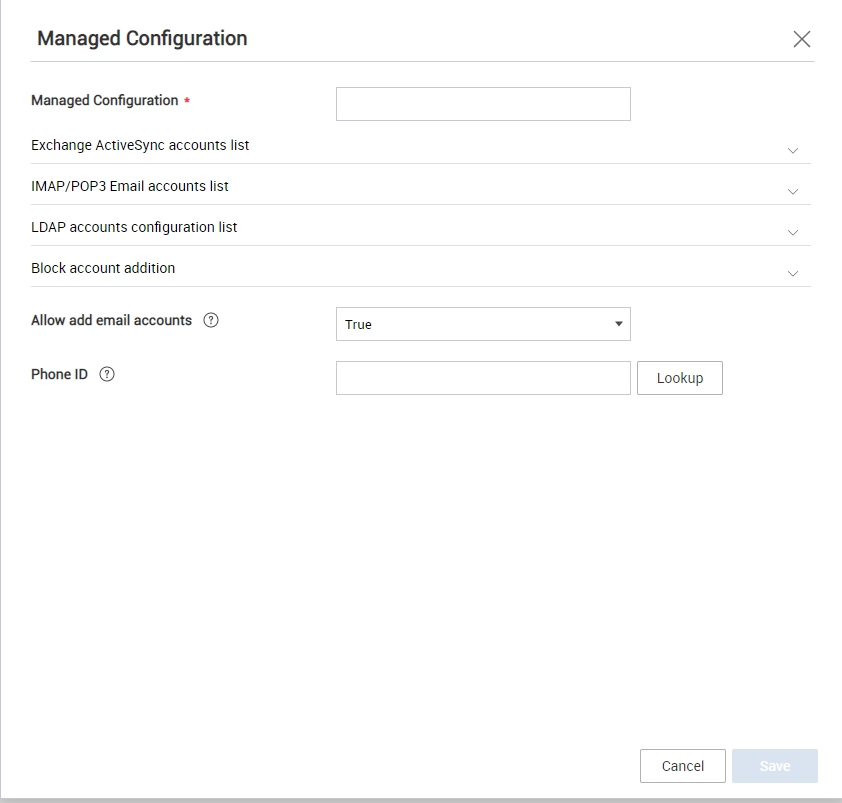 Managed Configuration
Managed Configuration *
Exchange ActiveSync accounts list
IMAP/POP3 Email accounts list
LDAP accounts configuration list
Block account addition
Allow add email accounts ? True
Phone ID ? Lookup
Cancel Save